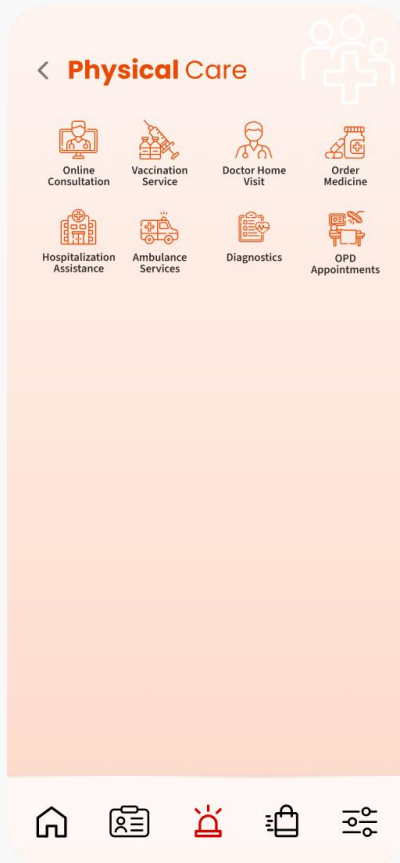 Physical Care
Online
Consultation
Vaccination
Service
Doctor Home
Visit
Order
Medicine
Hospitalization
Assistance
Ambulance
Services
Diagnostics
OPD
Appointments